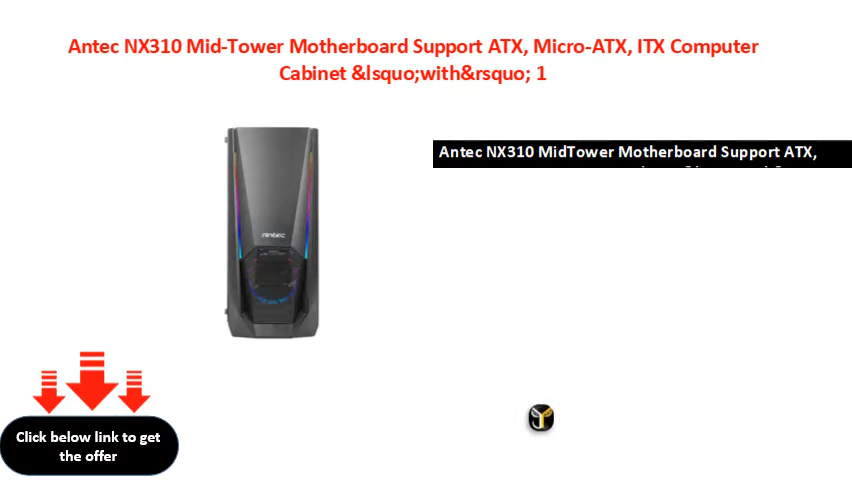 Antec NX310 Mid-Tower Motherboard Support ATX, Micro-ATX, ITX Computer
Cabinet &lsquo;with&rsquo; 1
Antec NX310 MidTower Motherboard Support ATX,
Antec
Click below link to get
the offer